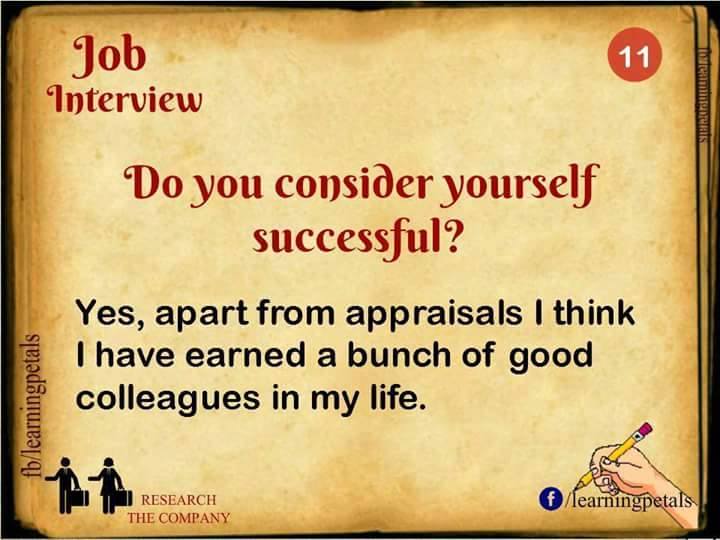 Job
Interview
11
Do you consider yourself
successful?
Yes, apart from appraisals I think
I have earned a bunch of good
colleagues in my life.
fb/learningpetals
fb/learningpetals
RESEARCH
THE COMPANY
f /learningpetals